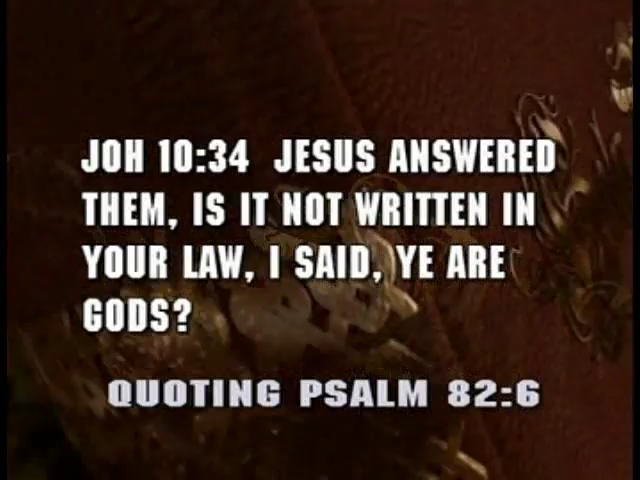 JOH 10:34 JESUS ANSWERED
THEM, IS IT NOT WRITTEN IN
YOUR LAW, I SAID, YE ARE
GODS?
QUOTING PSALM 82:6